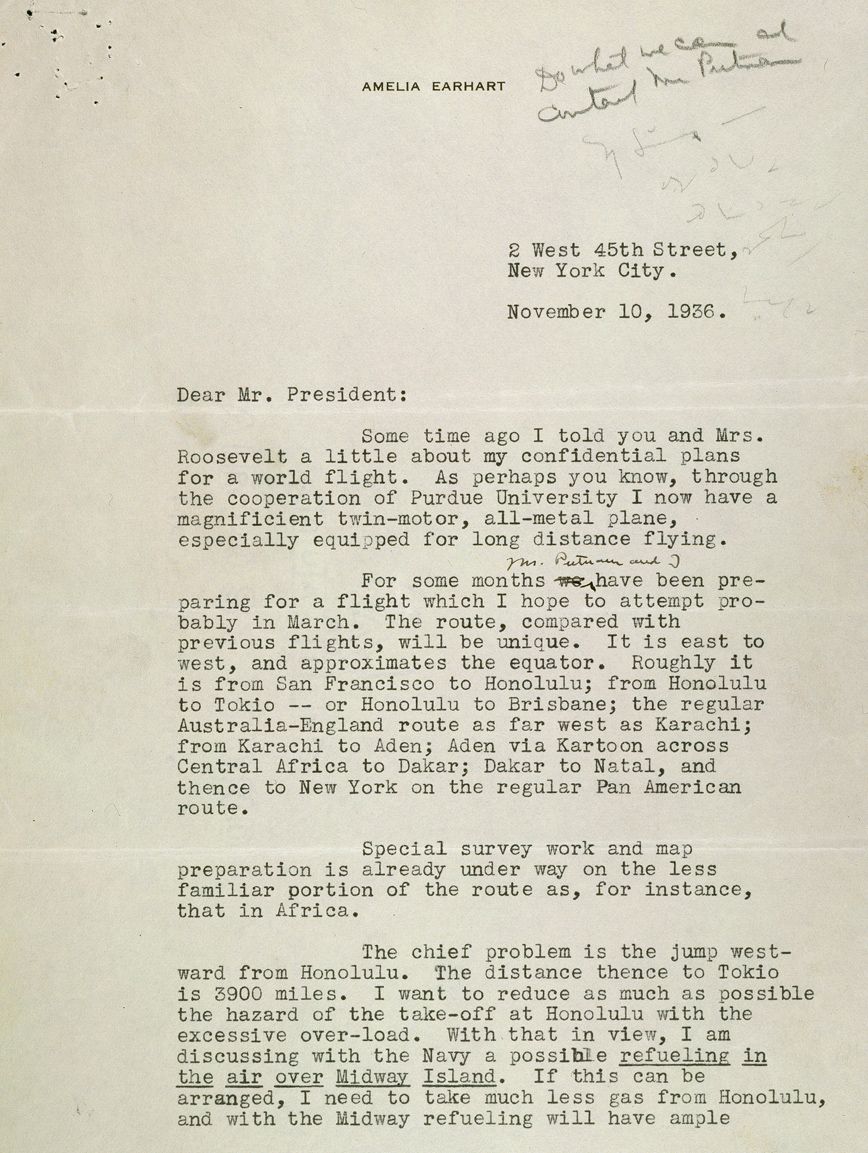 Do what we can and
contact Mr. Putnam
AMELIA EARHART
2 West 45th Street,
New York City.
November 10, 1936.
Dear Mr. President:
Some time ago I told you and Mrs.
Roosevelt a little about my confidential plans
for a world flight.  As perhaps you know, through
the cooperation of Purdue University I now have a
magnificient twin-motor, all-metal plane,
especially equipped for long distance flying.
Mr. Putnam and I
For some months we have been pre-
paring for a flight which I hope to attempt pro-
bably in March.  The route, compared with
previous flights, will be unique.  It is east to
west, and approximates the equator.  Roughly it
is from San Francisco to Honolulu; from Honolulu
to Tokio -- or Honolulu to Brisbane; the regular
Australia-England route as far west as Karachi;
from Karachi to Aden; Aden via Kartoon across
Central Africa to Dakar; Dakar to Natal, and
thence to New York on the regular Pan American
route.
Special survey work and map
preparation is already under way on the less
familiar portion of the route as, for instance,
that in Africa.
The chief problem is the jump west-
ward from Honolulu.  The distance thence to Tokio
is 3900 miles.  I want to reduce as much as possible
the hazard of the take-off at Honolulu with the
excessive over-load.  With that in view, I am
discussing with the Navy a possible refueling in
the air over Midway Island.  If this can be
arranged, I need to take much less gas from Honolulu,
and with the Midway refueling will have ample